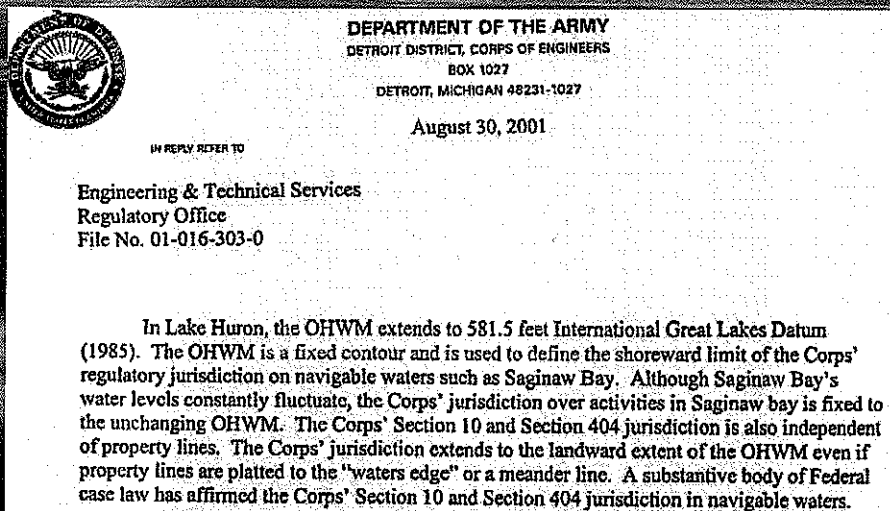 DEPARTMENT OF THE ARMY
DETROIT DISTRICT, CORPS OF ENGINEERS
BOX 1027
DETROIT, MICHIGAN 48231-1027
August 30, 2001
IN REPLY REFER TO
Engineering & Technical Services
Regulatory Office
File No. 01-016-303-0
In Lake Huron, the OHWM extends to 581.5 feet International Great Lakes Datum
(1985). The OHWM is a fixed contour and is used to define the shoreward limit of the Corps'
regulatory jurisdiction on navigable waters such as Saginaw Bay. Although Saginaw Bay's
water levels constantly fluctuate, the Corps' jurisdiction over activities in Saginaw bay is fixed to
the unchanging OHWM. The Corps' Section 10 and Section 404 jurisdiction is also independent
of property lines. The Corps' jurisdiction extends to the landward extent of the OHWM even if
property lines are platted to the "waters edge" or a meander line. A substantive body of Federal
case law has affirmed the Corps' Section 10 and Section 404 jurisdiction in navigable waters.